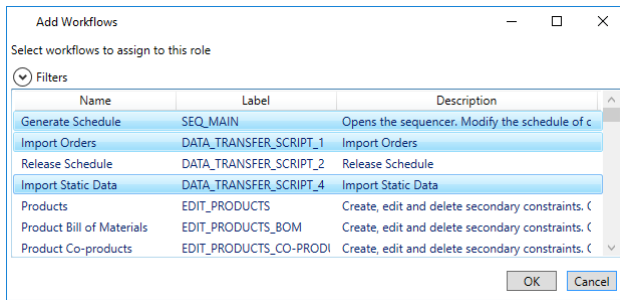 Add Workflows
Select workflows to assign to this role
Filters
Name Label Description
Generate Schedule SEQ_MAIN Opens the sequencer. Modify the schedule of c
Import Orders DATA_TRANSFER_SCRIPT_1 Import Orders
Release Schedule DATA_TRANSFER_SCRIPT_2 Release Schedule
Import Static Data DATA_TRANSFER_SCRIPT_4 Import Static Data
Products EDIT_PRODUCTS Create, edit and delete secondary constraints. C
Product Bill of Materials EDIT_PRODUCTS_BOM Create, edit and delete secondary constraints. C
Product Co-products EDIT_PRODUCTS_CO-PRODU Create, edit and delete secondary constraints. C
OK Cancel